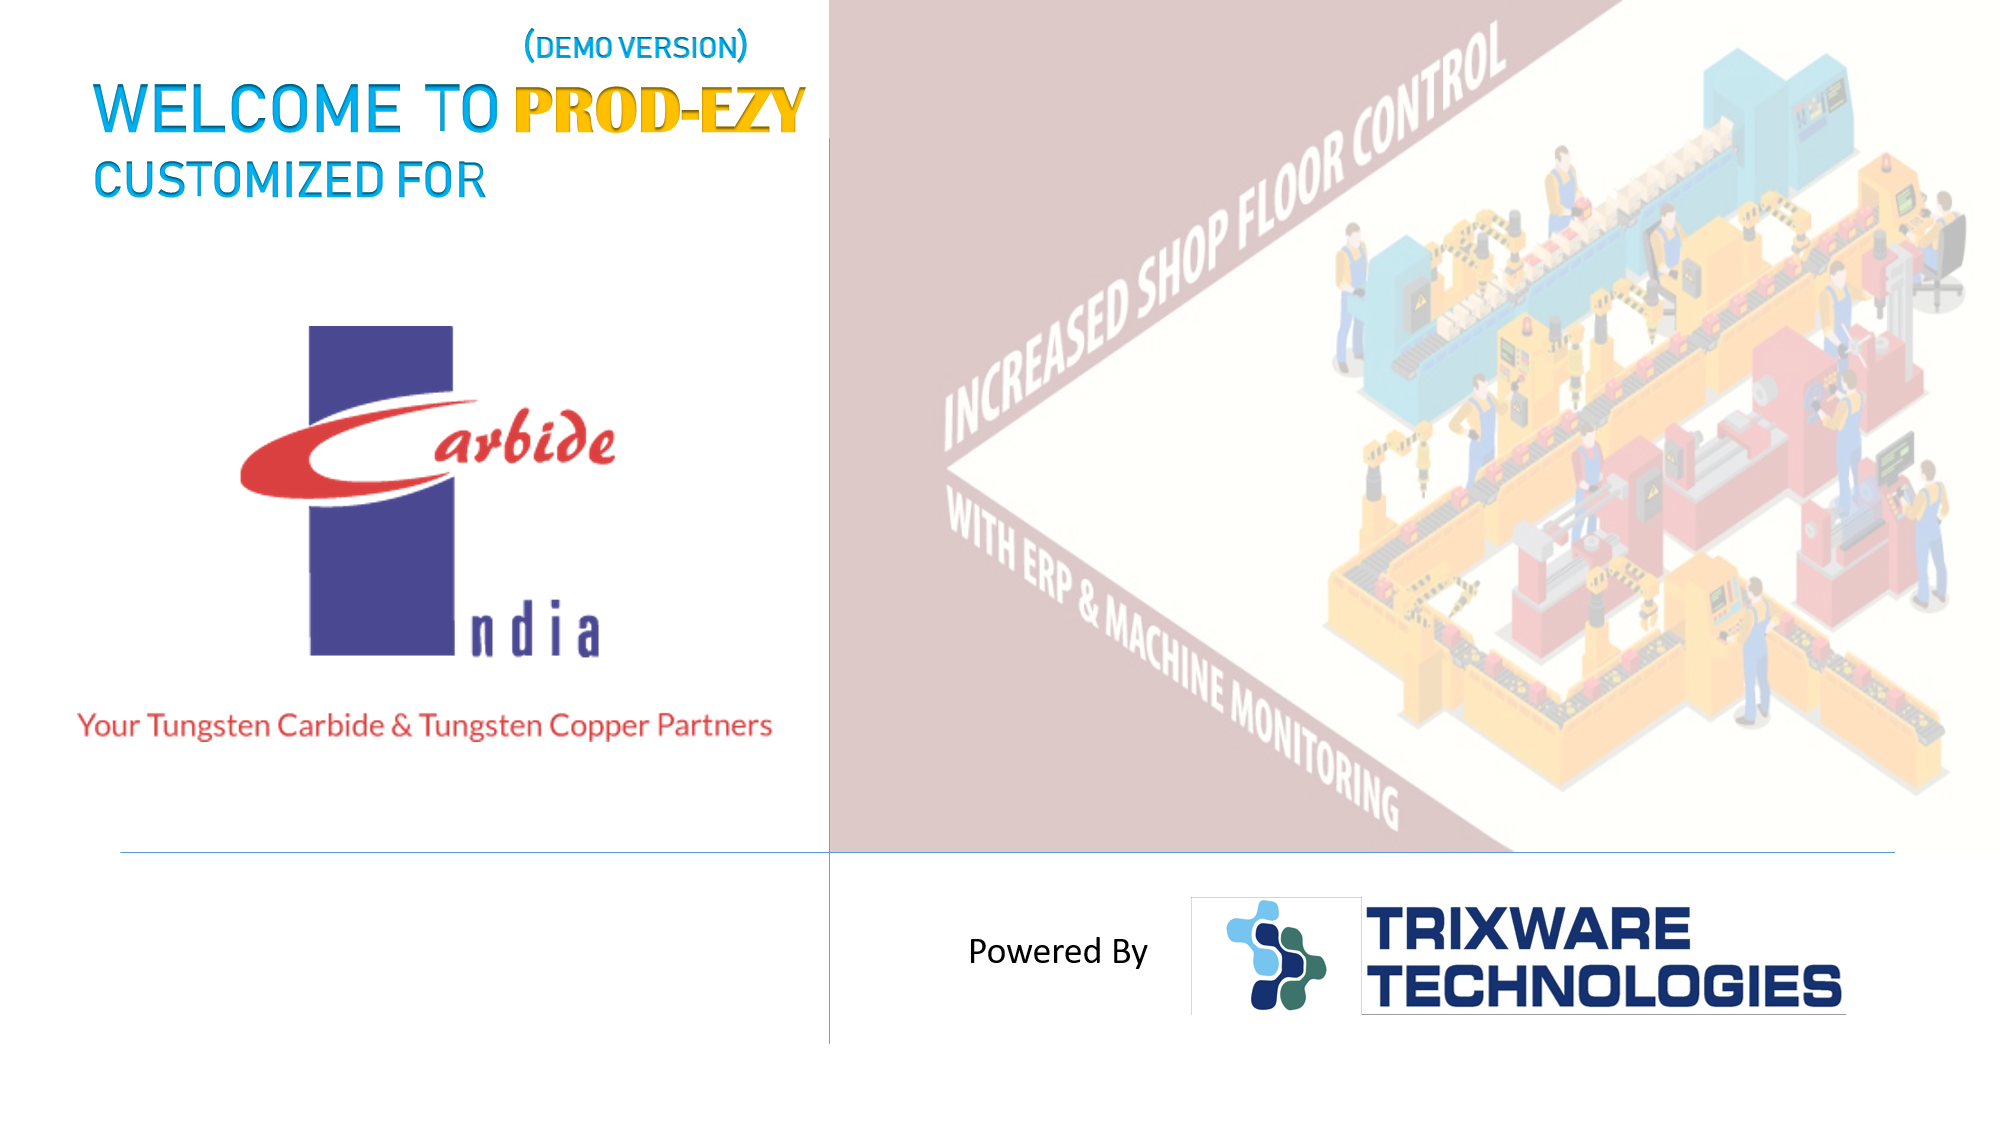 (DEMO VERSION)
WELCOME TO PROD-EZY
CUSTOMIZED FOR
Carbide
India
Your Tungsten Carbide & Tungsten Copper Partners
INCREASED SHOP FLOOR CONTROL
WITH ERP & MACHINE MONITORING
Powered By
TRIXWARE
TECHNOLOGIES